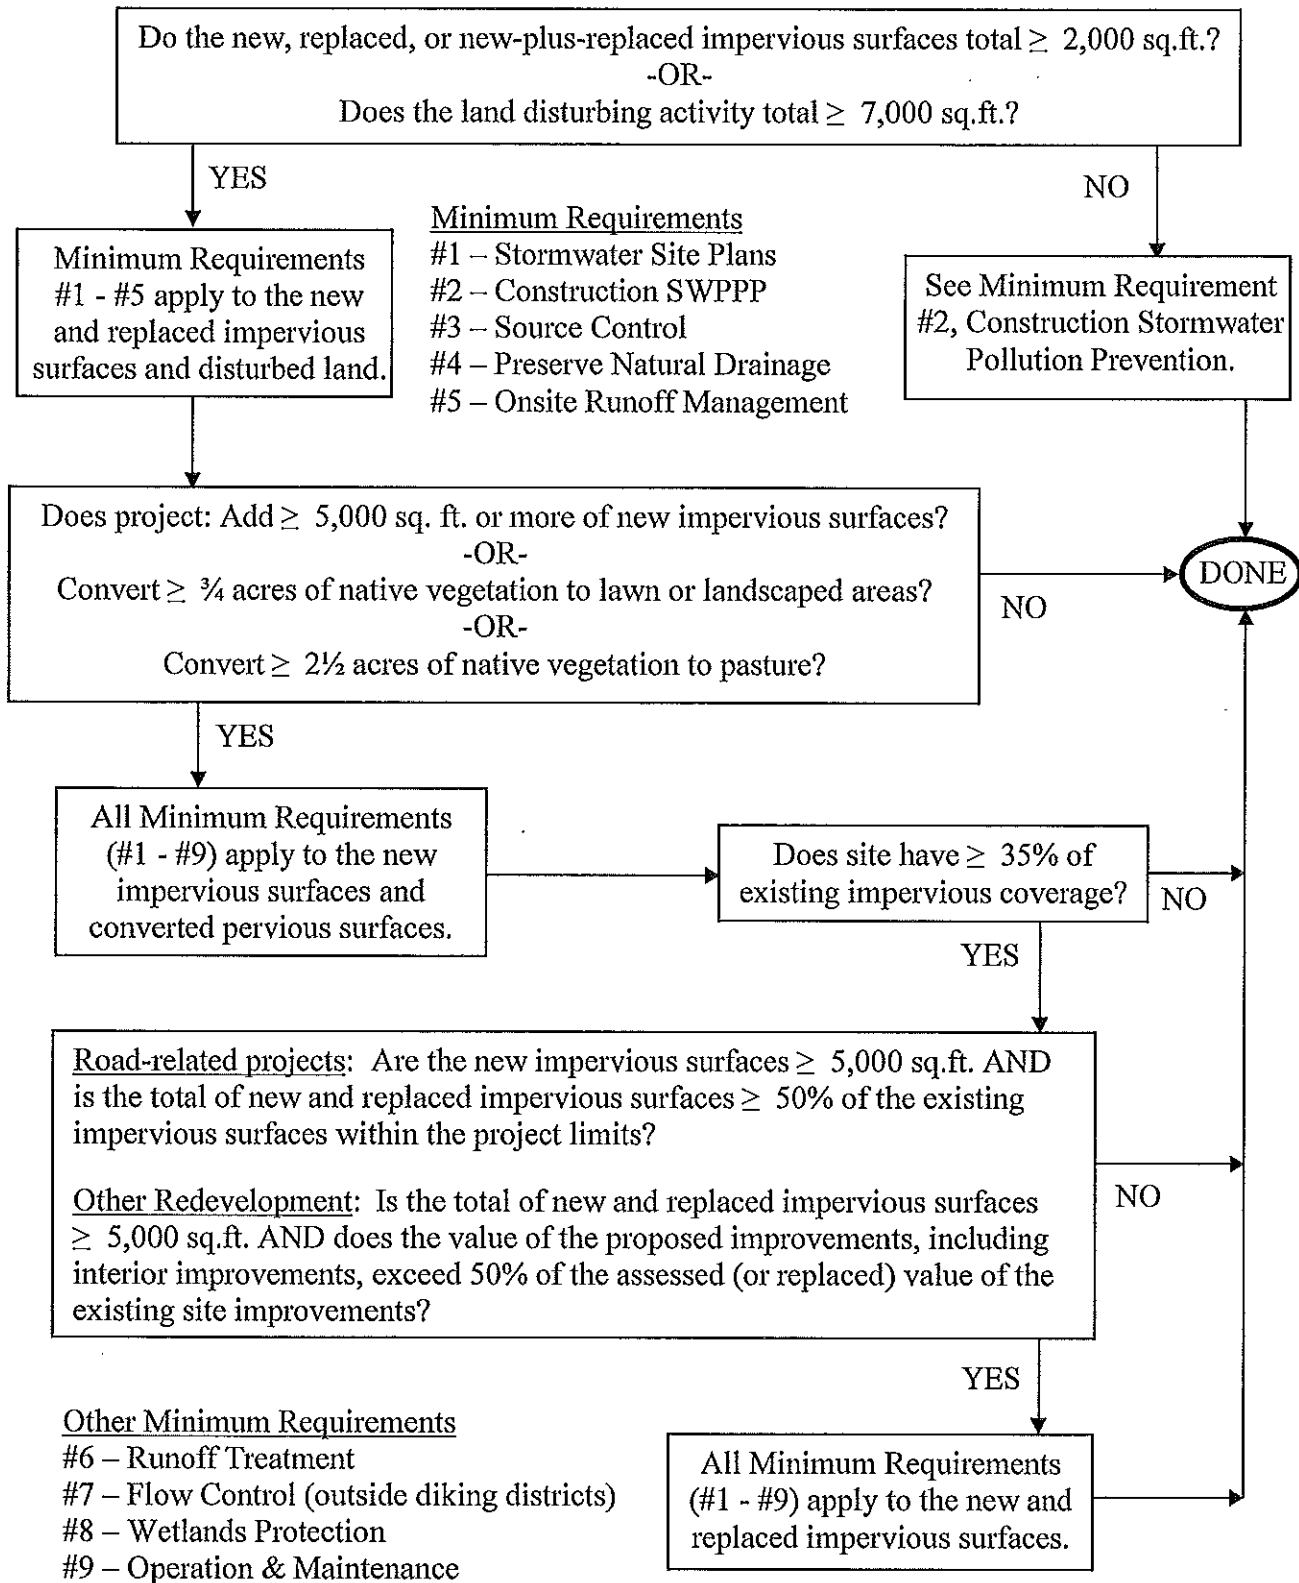 Do the new, replaced, or new-plus-replaced impervious surfaces total ≥ 2,000 sq.ft.?
-OR-
Does the land disturbing activity total ≥ 7,000 sq.ft.?
YES
NO
Minimum Requirements
#1 - #5 apply to the new
and replaced impervious
surfaces and disturbed land.
Minimum Requirements
#1 – Stormwater Site Plans
#2 – Construction SWPPP
#3 – Source Control
#4 – Preserve Natural Drainage
#5 – Onsite Runoff Management
See Minimum Requirement
#2, Construction Stormwater
Pollution Prevention.
Does project: Add ≥ 5,000 sq. ft. or more of new impervious surfaces?
-OR-
Convert ≥ ¾ acres of native vegetation to lawn or landscaped areas?
-OR-
Convert ≥ 2½ acres of native vegetation to pasture?
NO
DONE
YES
All Minimum Requirements
(#1 - #9) apply to the new
impervious surfaces and
converted pervious surfaces.
Does site have ≥ 35% of
existing impervious coverage?
NO
YES
Road-related projects: Are the new impervious surfaces ≥ 5,000 sq.ft. AND
is the total of new and replaced impervious surfaces ≥ 50% of the existing
impervious surfaces within the project limits?
Other Redevelopment: Is the total of new and replaced impervious surfaces
≥ 5,000 sq.ft. AND does the value of the proposed improvements, including
interior improvements, exceed 50% of the assessed (or replaced) value of the
existing site improvements?
NO
YES
Other Minimum Requirements
#6 – Runoff Treatment
#7 – Flow Control (outside diking districts)
#8 – Wetlands Protection
#9 – Operation & Maintenance
All Minimum Requirements
(#1 - #9) apply to the new and
replaced impervious surfaces.